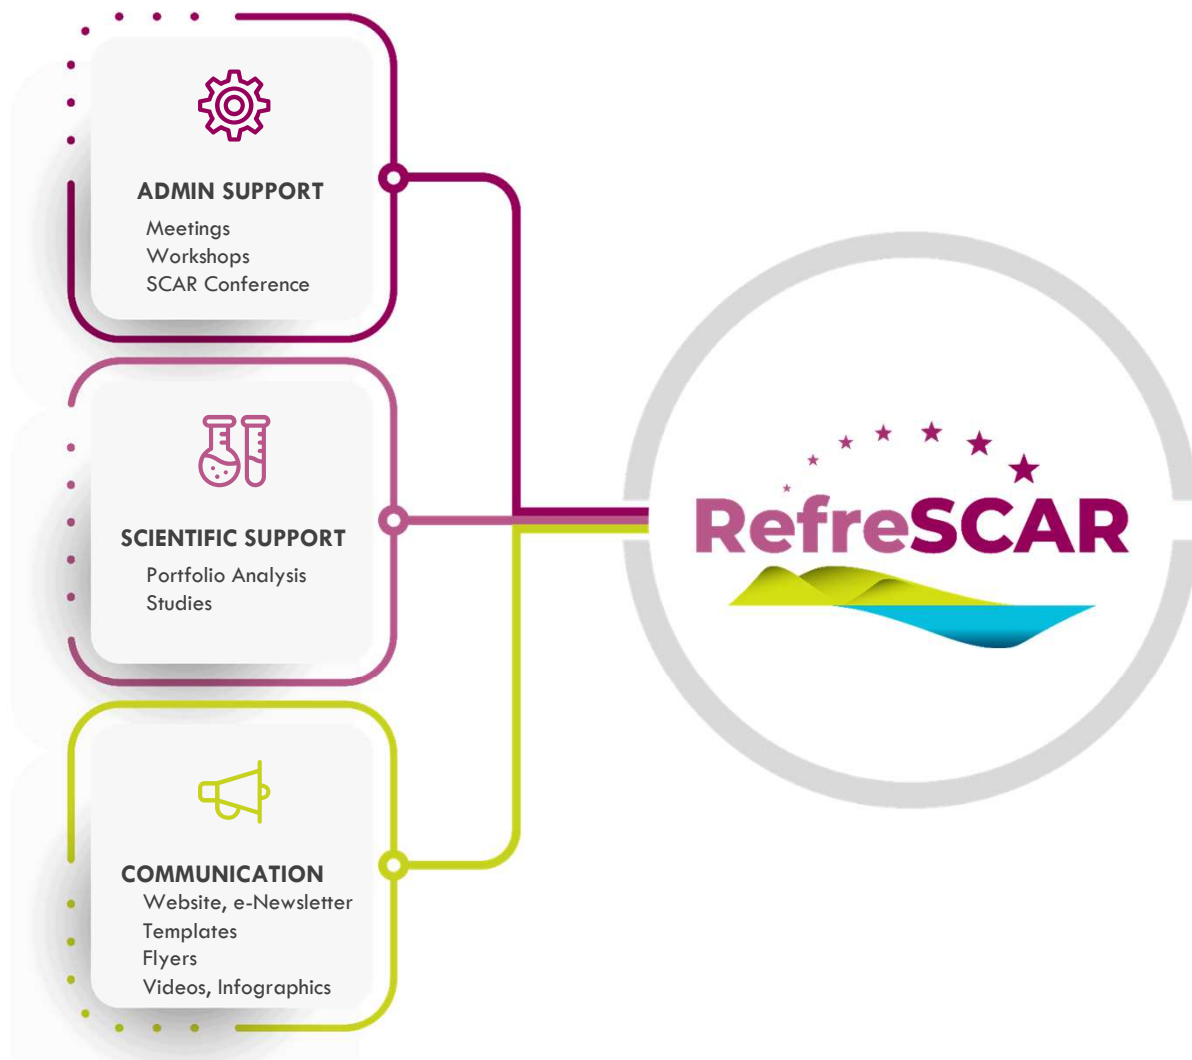 ADMIN SUPPORT
Meetings
Workshops
SCAR Conference
SCIENTIFIC SUPPORT
Portfolio Analysis
Studies
COMMUNICATION
Website, e-Newsletter
Templates
Flyers
Videos, Infographics
RefreSCAR